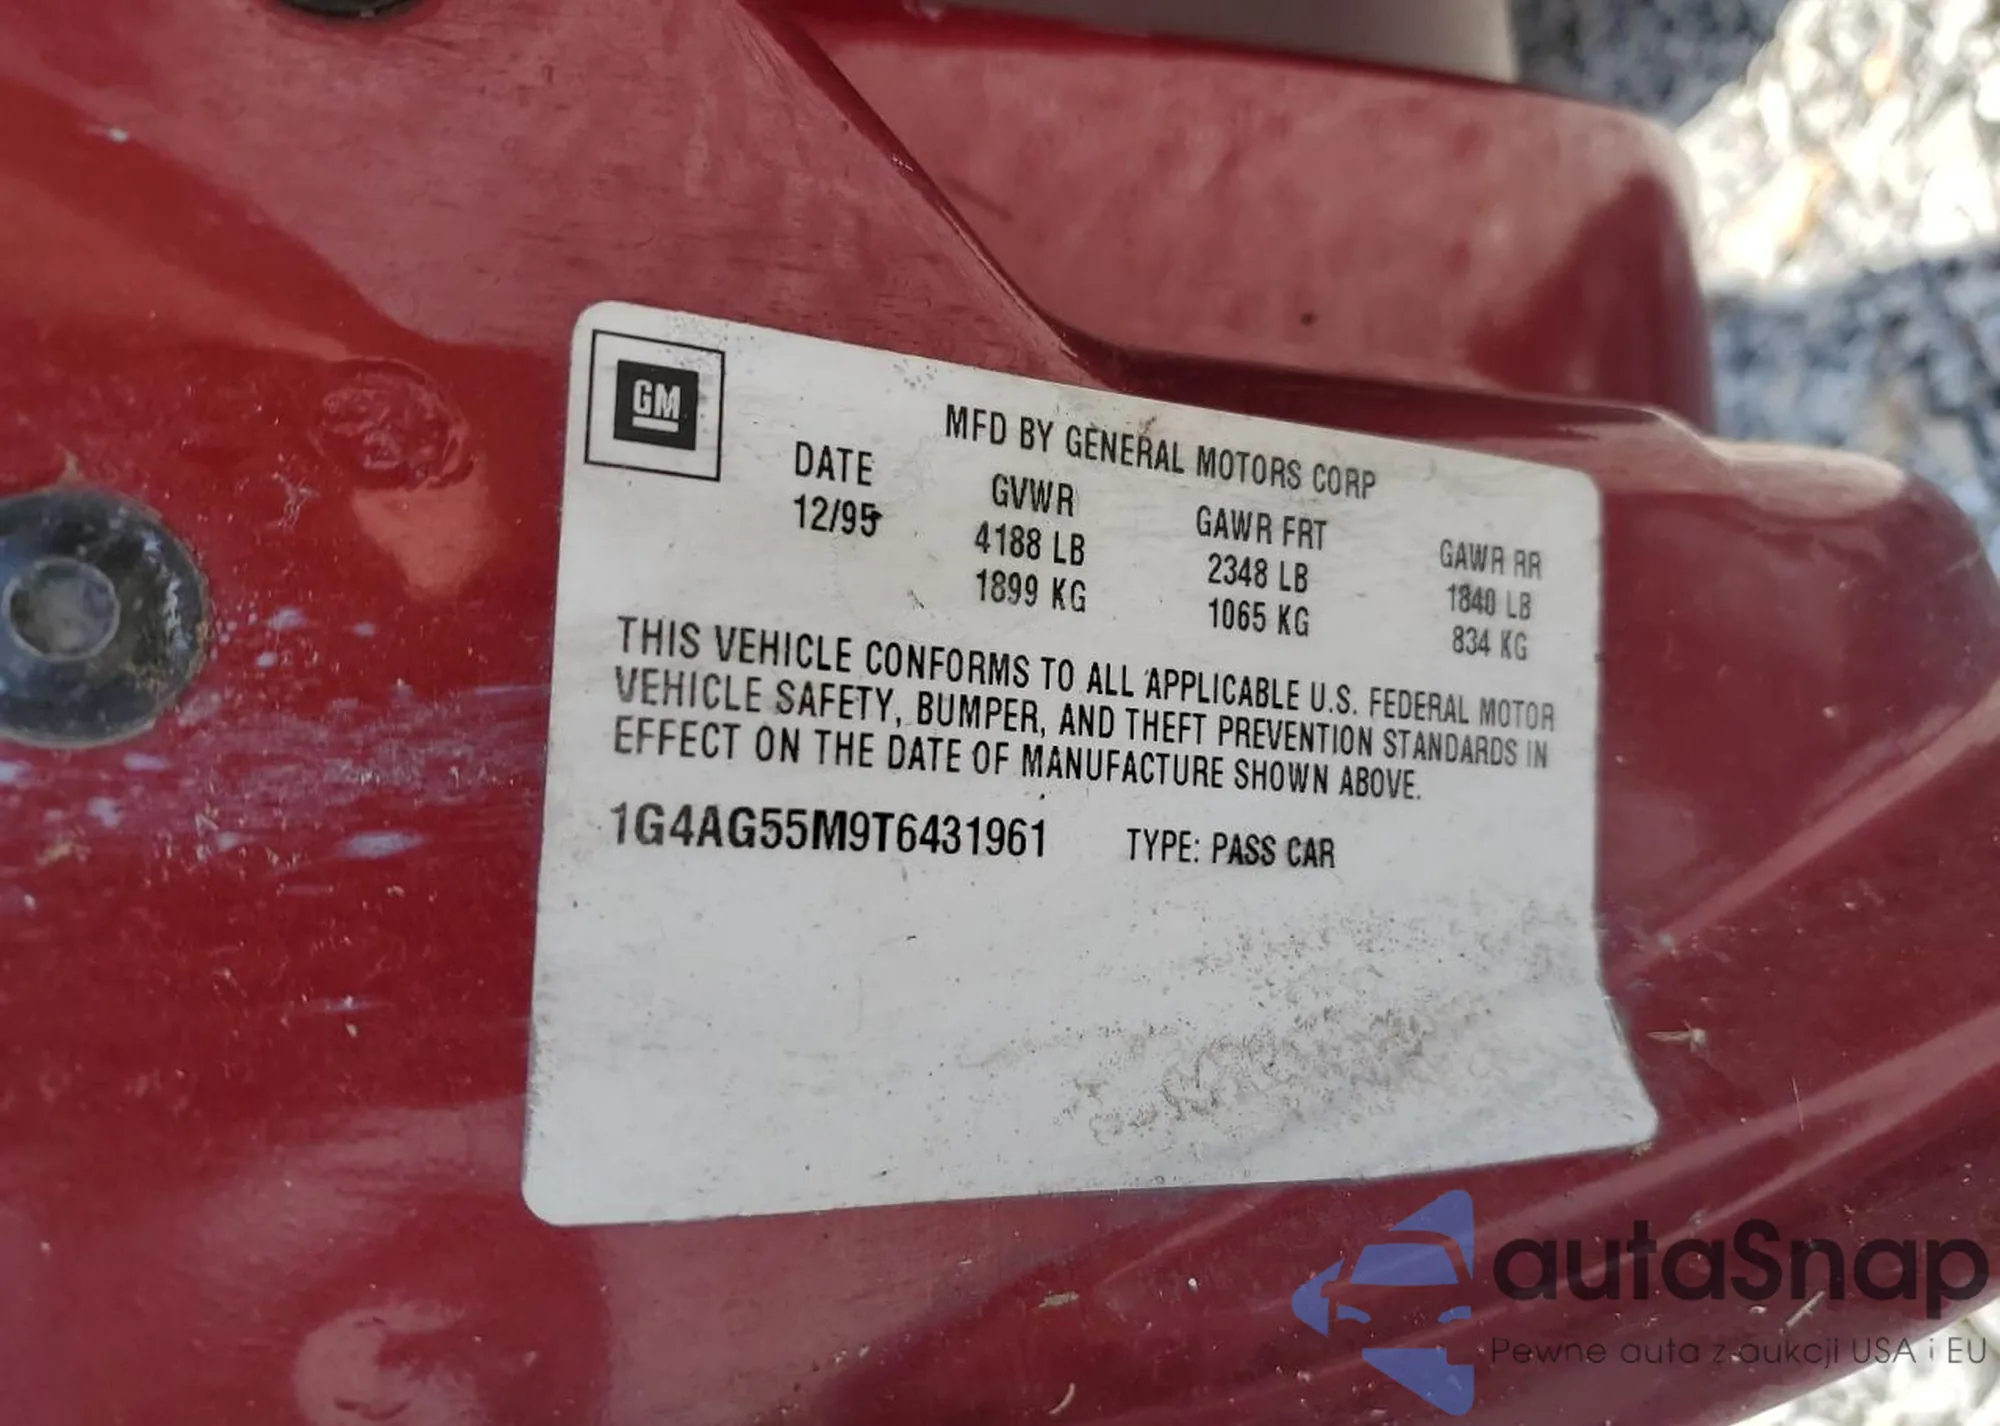 GM
MFD BY GENERAL MOTORS CORP
DATE GVWR GAWR FRT GAWR RR
12/95 4188 LB 2348 LB 1840 LB
1899 KG 1065 KG 834 KG
THIS VEHICLE CONFORMS TO ALL APPLICABLE U.S. FEDERAL MOTOR
VEHICLE SAFETY, BUMPER, AND THEFT PREVENTION STANDARDS IN
EFFECT ON THE DATE OF MANUFACTURE SHOWN ABOVE.
1G4AG55M9T6431961 TYPE: PASS CAR
autaSnap
Pewne auta z aukcji USA i EU